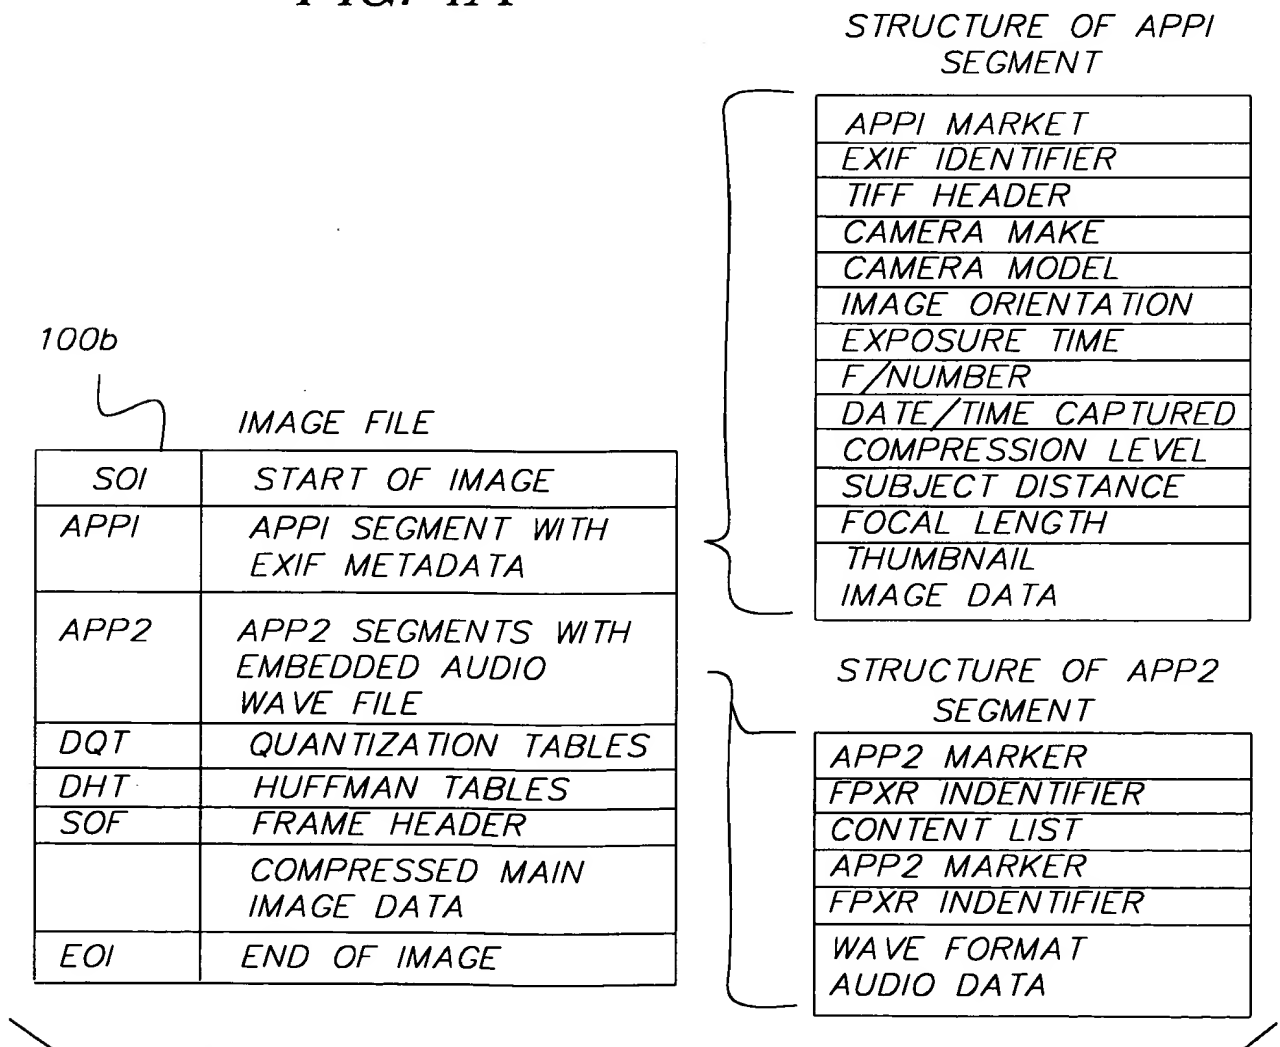 STRUCTURE OF APP1
SEGMENT
APP1 MARKET
EXIF IDENTIFIER
TIFF HEADER
CAMERA MAKE
CAMERA MODEL
IMAGE ORIENTATION
EXPOSURE TIME
F/NUMBER
DATE/TIME CAPTURED
COMPRESSION LEVEL
SUBJECT DISTANCE
FOCAL LENGTH
THUMBNAIL
IMAGE DATA
100b
IMAGE FILE
SOI START OF IMAGE
APP1 APP1 SEGMENT WITH
EXIF METADATA
APP2 APP2 SEGMENTS WITH
EMBEDDED AUDIO
WAVE FILE
DQT QUANTIZATION TABLES
DHT HUFFMAN TABLES
SOF FRAME HEADER
COMPRESSED MAIN
IMAGE DATA
EOI END OF IMAGE
STRUCTURE OF APP2
SEGMENT
APP2 MARKER
FPXR INDENTIFIER
CONTENT LIST
APP2 MARKER
FPXR INDENTIFIER
WAVE FORMAT
AUDIO DATA